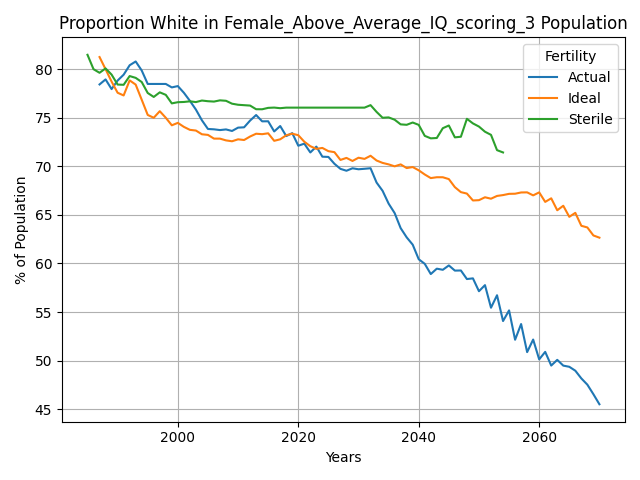 Proportion White in Female_Above_Average_IQ_scoring_3 Population
% of Population
80
75
70
65
60
55
50
45
2000
2020
2040
2060
Years
Fertility
Actual
Ideal
Sterile